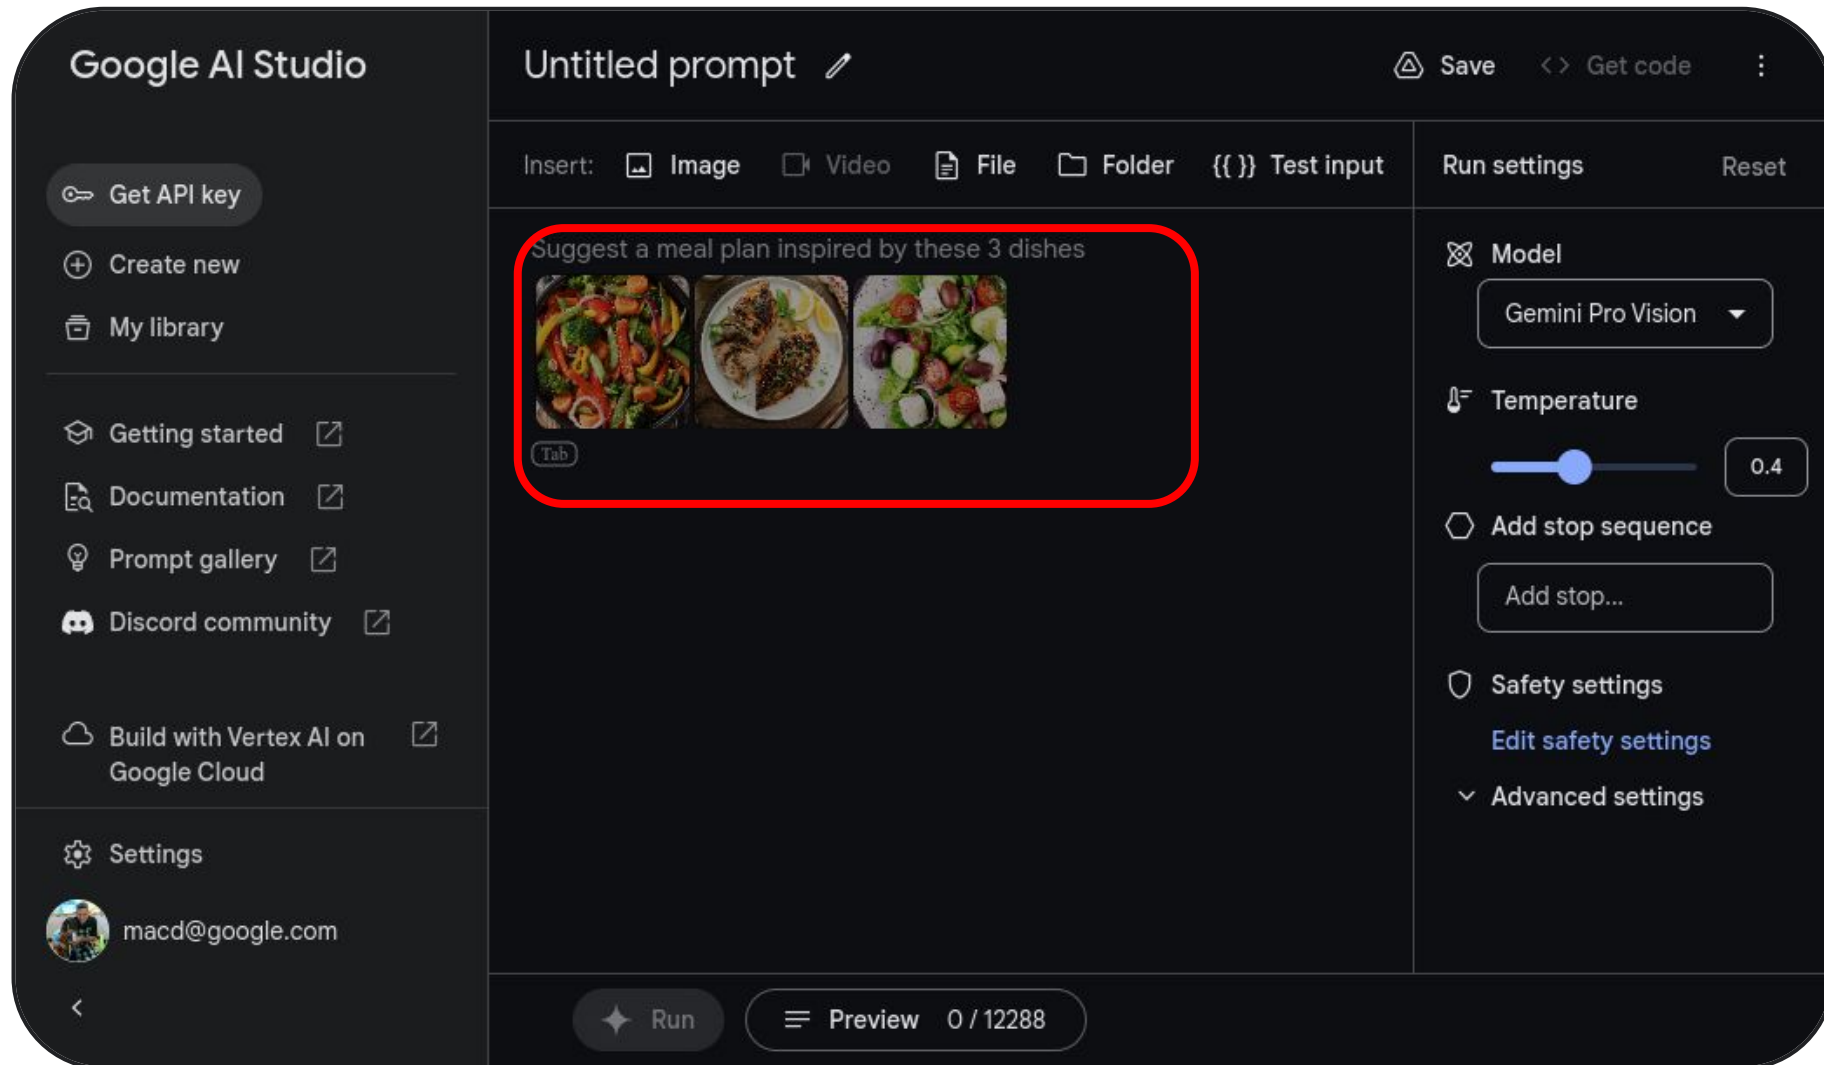 Google AI Studio
Get API key
Create new
My library
Getting started
Documentation
Prompt gallery
Discord community
Build with Vertex AI on
Google Cloud
Settings
macd@google.com
Untitled prompt
Save
<> Get code
Insert:
Image
Video
File
Folder
{{ }} Test input
Suggest a meal plan inspired by these 3 dishes
Tab
Run
Preview 0 / 12288
Run settings
Reset
Model
Gemini Pro Vision
Temperature
0.4
Add stop sequence
Add stop...
Safety settings
Edit safety settings
Advanced settings